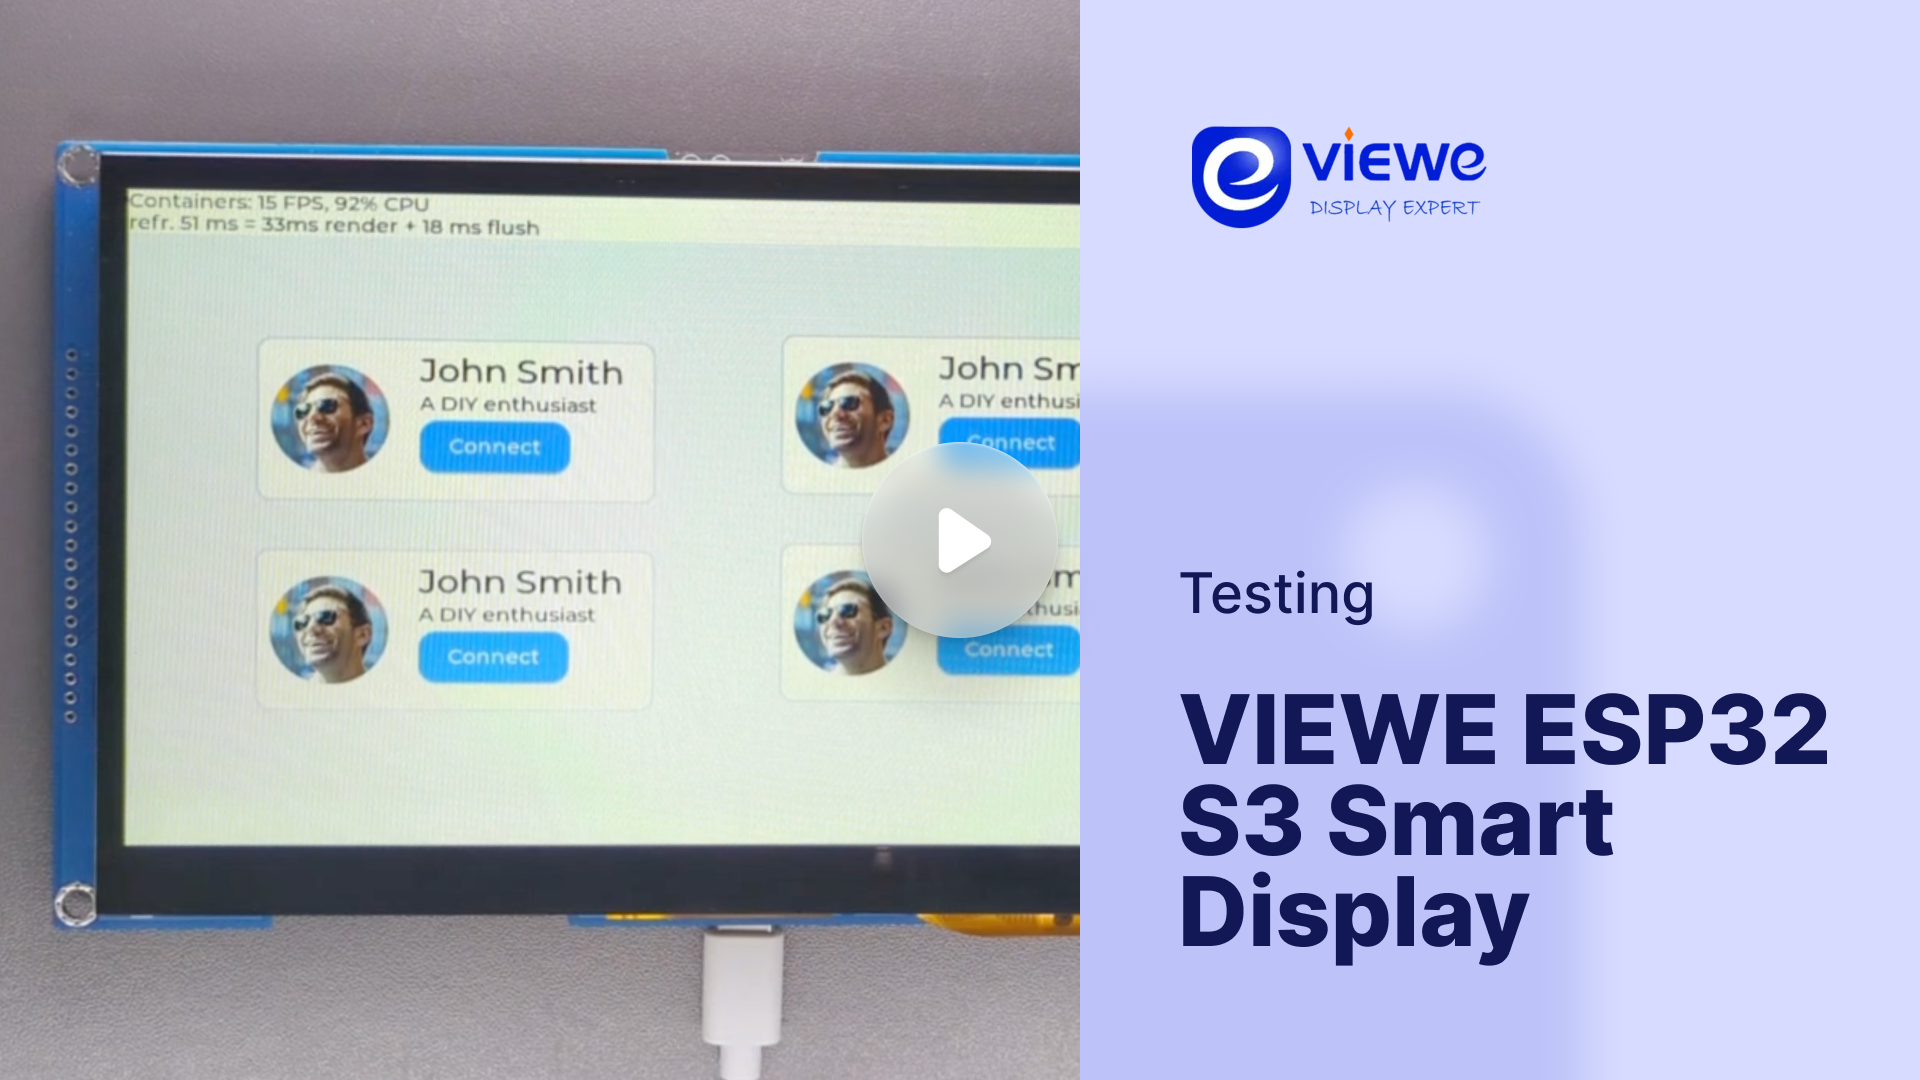 Containers: 15 FPS, 92% CPU
refr. 51 ms = 33ms render + 18 ms flush
John Smith
A DIY enthusiast
Connect
John Sm
A DIY enthusi
Connect
John Smith
A DIY enthusiast
Connect
m
thusi
Connect
viewe
DISPLAY EXPERT
Testing
VIEWE ESP32
S3 Smart
Display